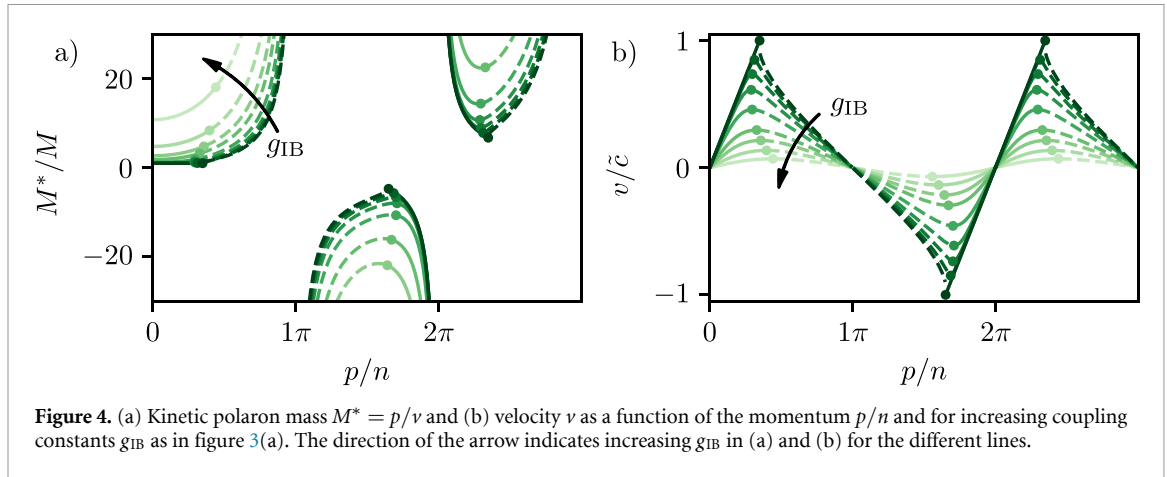 a)
M*/M
20
0
−20
g_IB
0
1π
2π
p/n
b)
v/c̃
1
0
−1
g_IB
0
1π
2π
p/n
Figure 4. (a) Kinetic polaron mass M* = p/v and (b) velocity v as a function of the momentum p/n and for increasing coupling
constants g_IB as in figure 3(a). The direction of the arrow indicates increasing g_IB in (a) and (b) for the different lines.